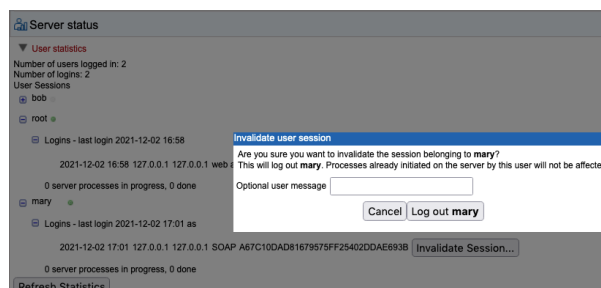 Server status
User statistics
Number of users logged in: 2
Number of logins: 2
User Sessions
bob
root
Logins - last login 2021-12-02 16:58
2021-12-02 16:58 127.0.0.1 127.0.0.1 web a
0 server processes in progress, 0 done
mary
Logins - last login 2021-12-02 17:01 as
2021-12-02 17:01 127.0.0.1 127.0.0.1 SOAP A67C10DAD81679575FF25402DDAE693B Invalidate Session...
0 server processes in progress, 0 done
Refresh Statistics
Invalidate user session
Are you sure you want to invalidate the session belonging to mary?
This will log out mary. Processes already initiated on the server by this user will not be affecte
Optional user message
Cancel Log out mary